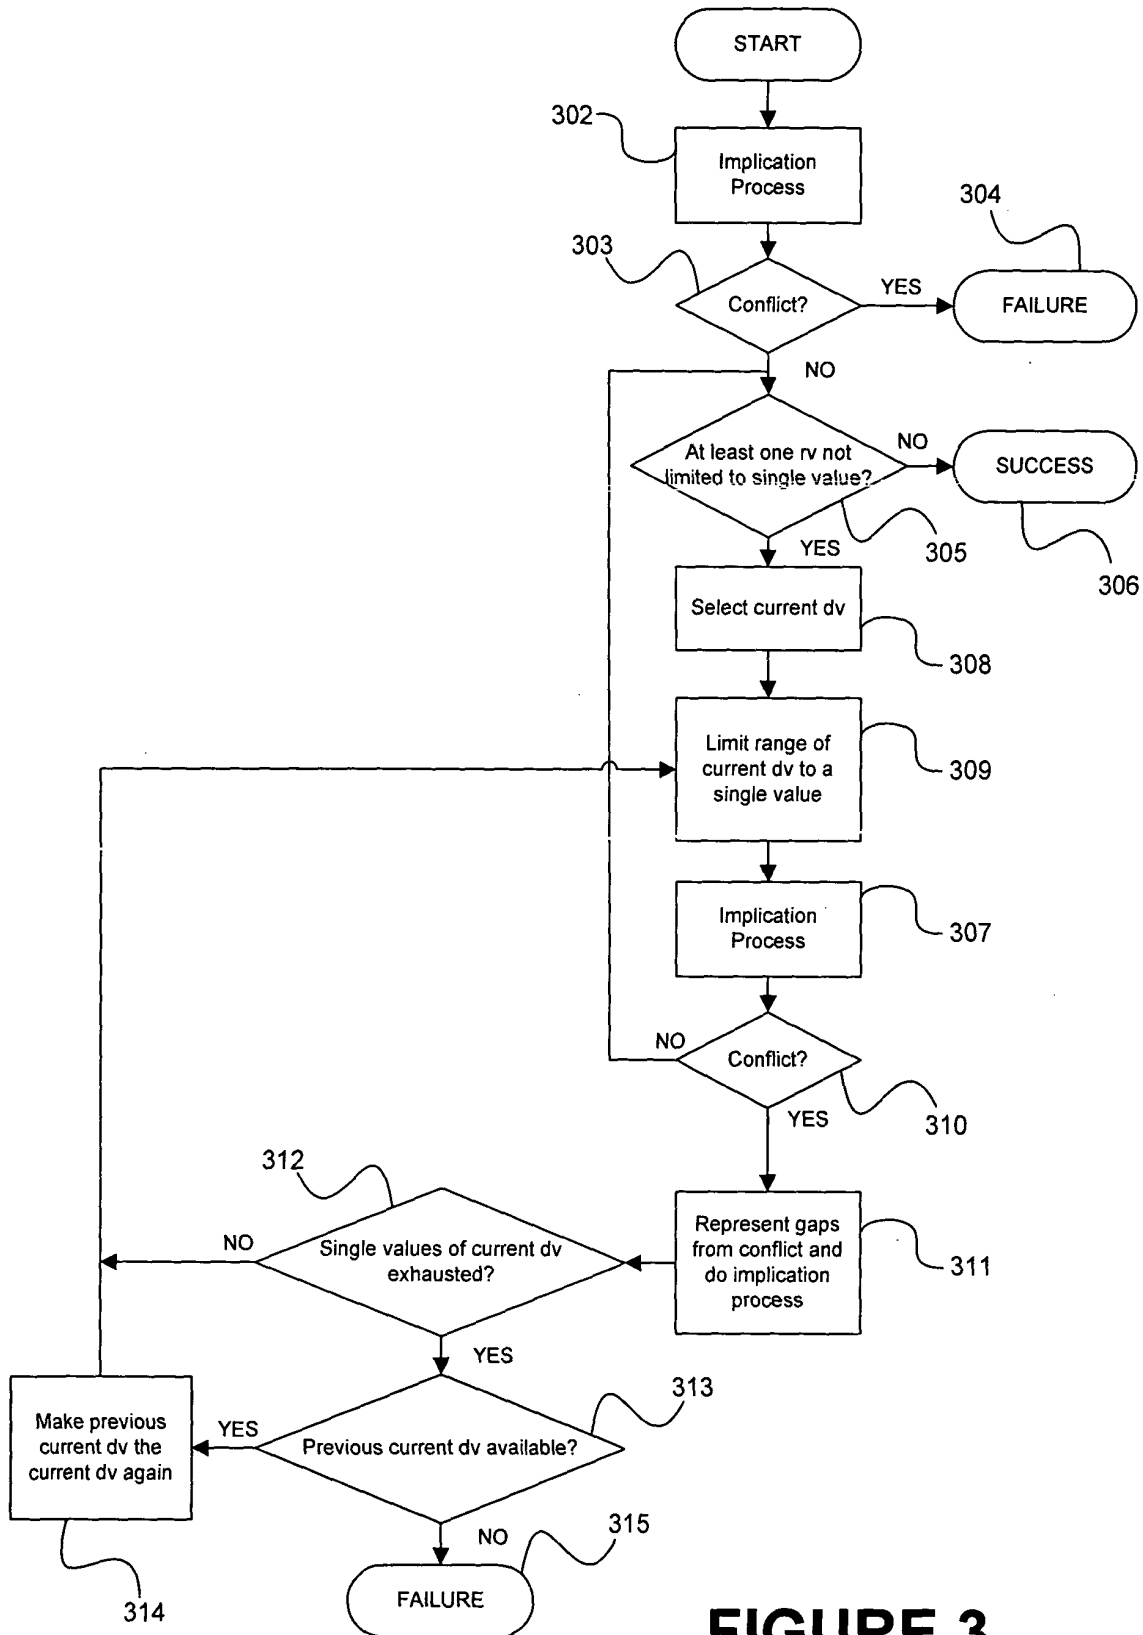 START
302
Implication
Process
304
303
Conflict?
YES
FAILURE
NO
At least one rv not
limited to single value?
NO
SUCCESS
305
306
YES
Select current dv
308
Limit range of
current dv to a
single value
309
Implication
Process
307
NO
Conflict?
310
YES
312
Represent gaps
from conflict and
do implication
process
311
NO
Single values of current dv
exhausted?
YES
313
Make previous
current dv the
current dv again
YES
Previous current dv available?
314
NO
315
FAILURE
FIGURE 3